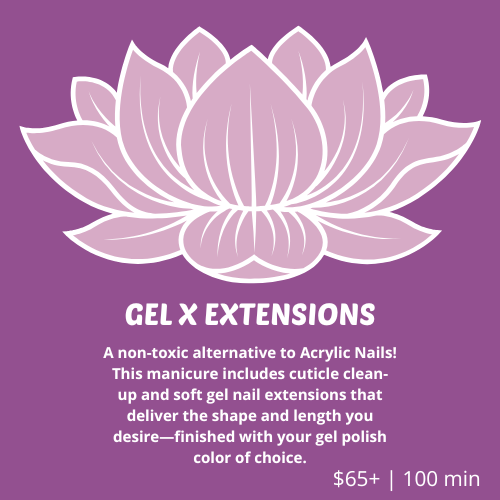 GEL X EXTENSIONS
A non-toxic alternative to Acrylic Nails!
This manicure includes cuticle clean-
up and soft gel nail extensions that
deliver the shape and length you
desire—finished with your gel polish
color of choice.
$65+ | 100 min